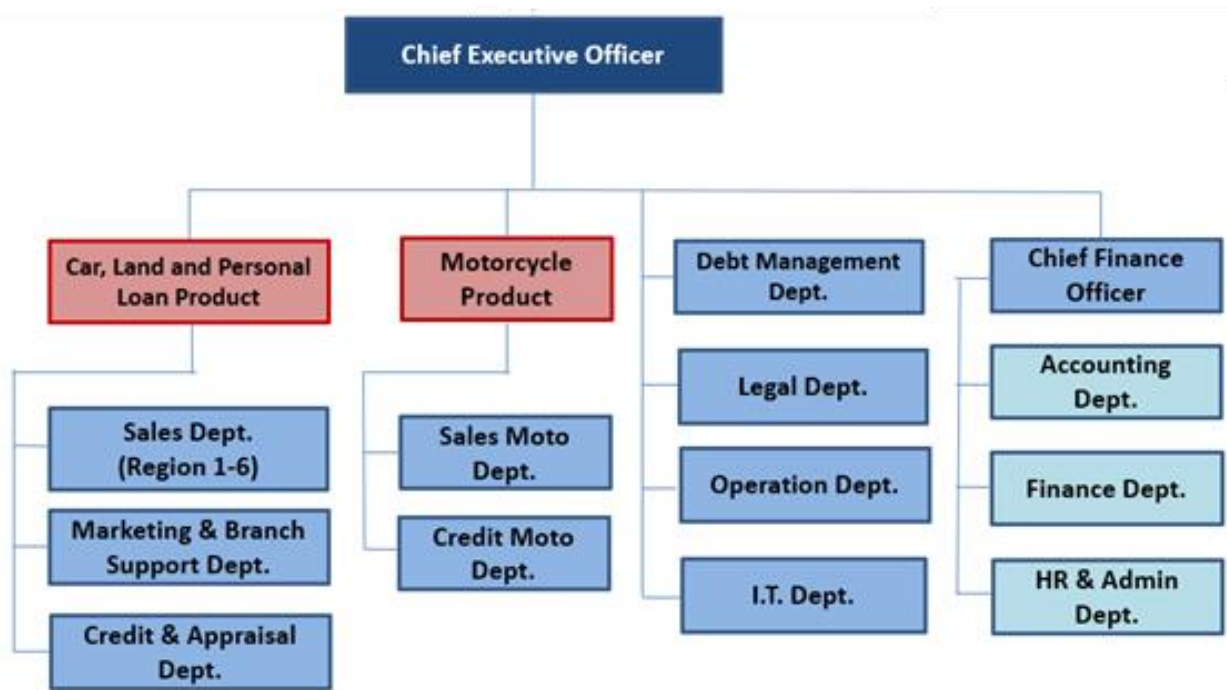 Chief Executive Officer
Car, Land and Personal
Loan Product
Sales Dept.
(Region 1-6)
Marketing & Branch
Support Dept.
Credit & Appraisal
Dept.
Motorcycle
Product
Sales Moto
Dept.
Credit Moto
Dept.
Debt Management
Dept.
Legal Dept.
Operation Dept.
I.T. Dept.
Chief Finance
Officer
Accounting
Dept.
Finance Dept.
HR & Admin
Dept.